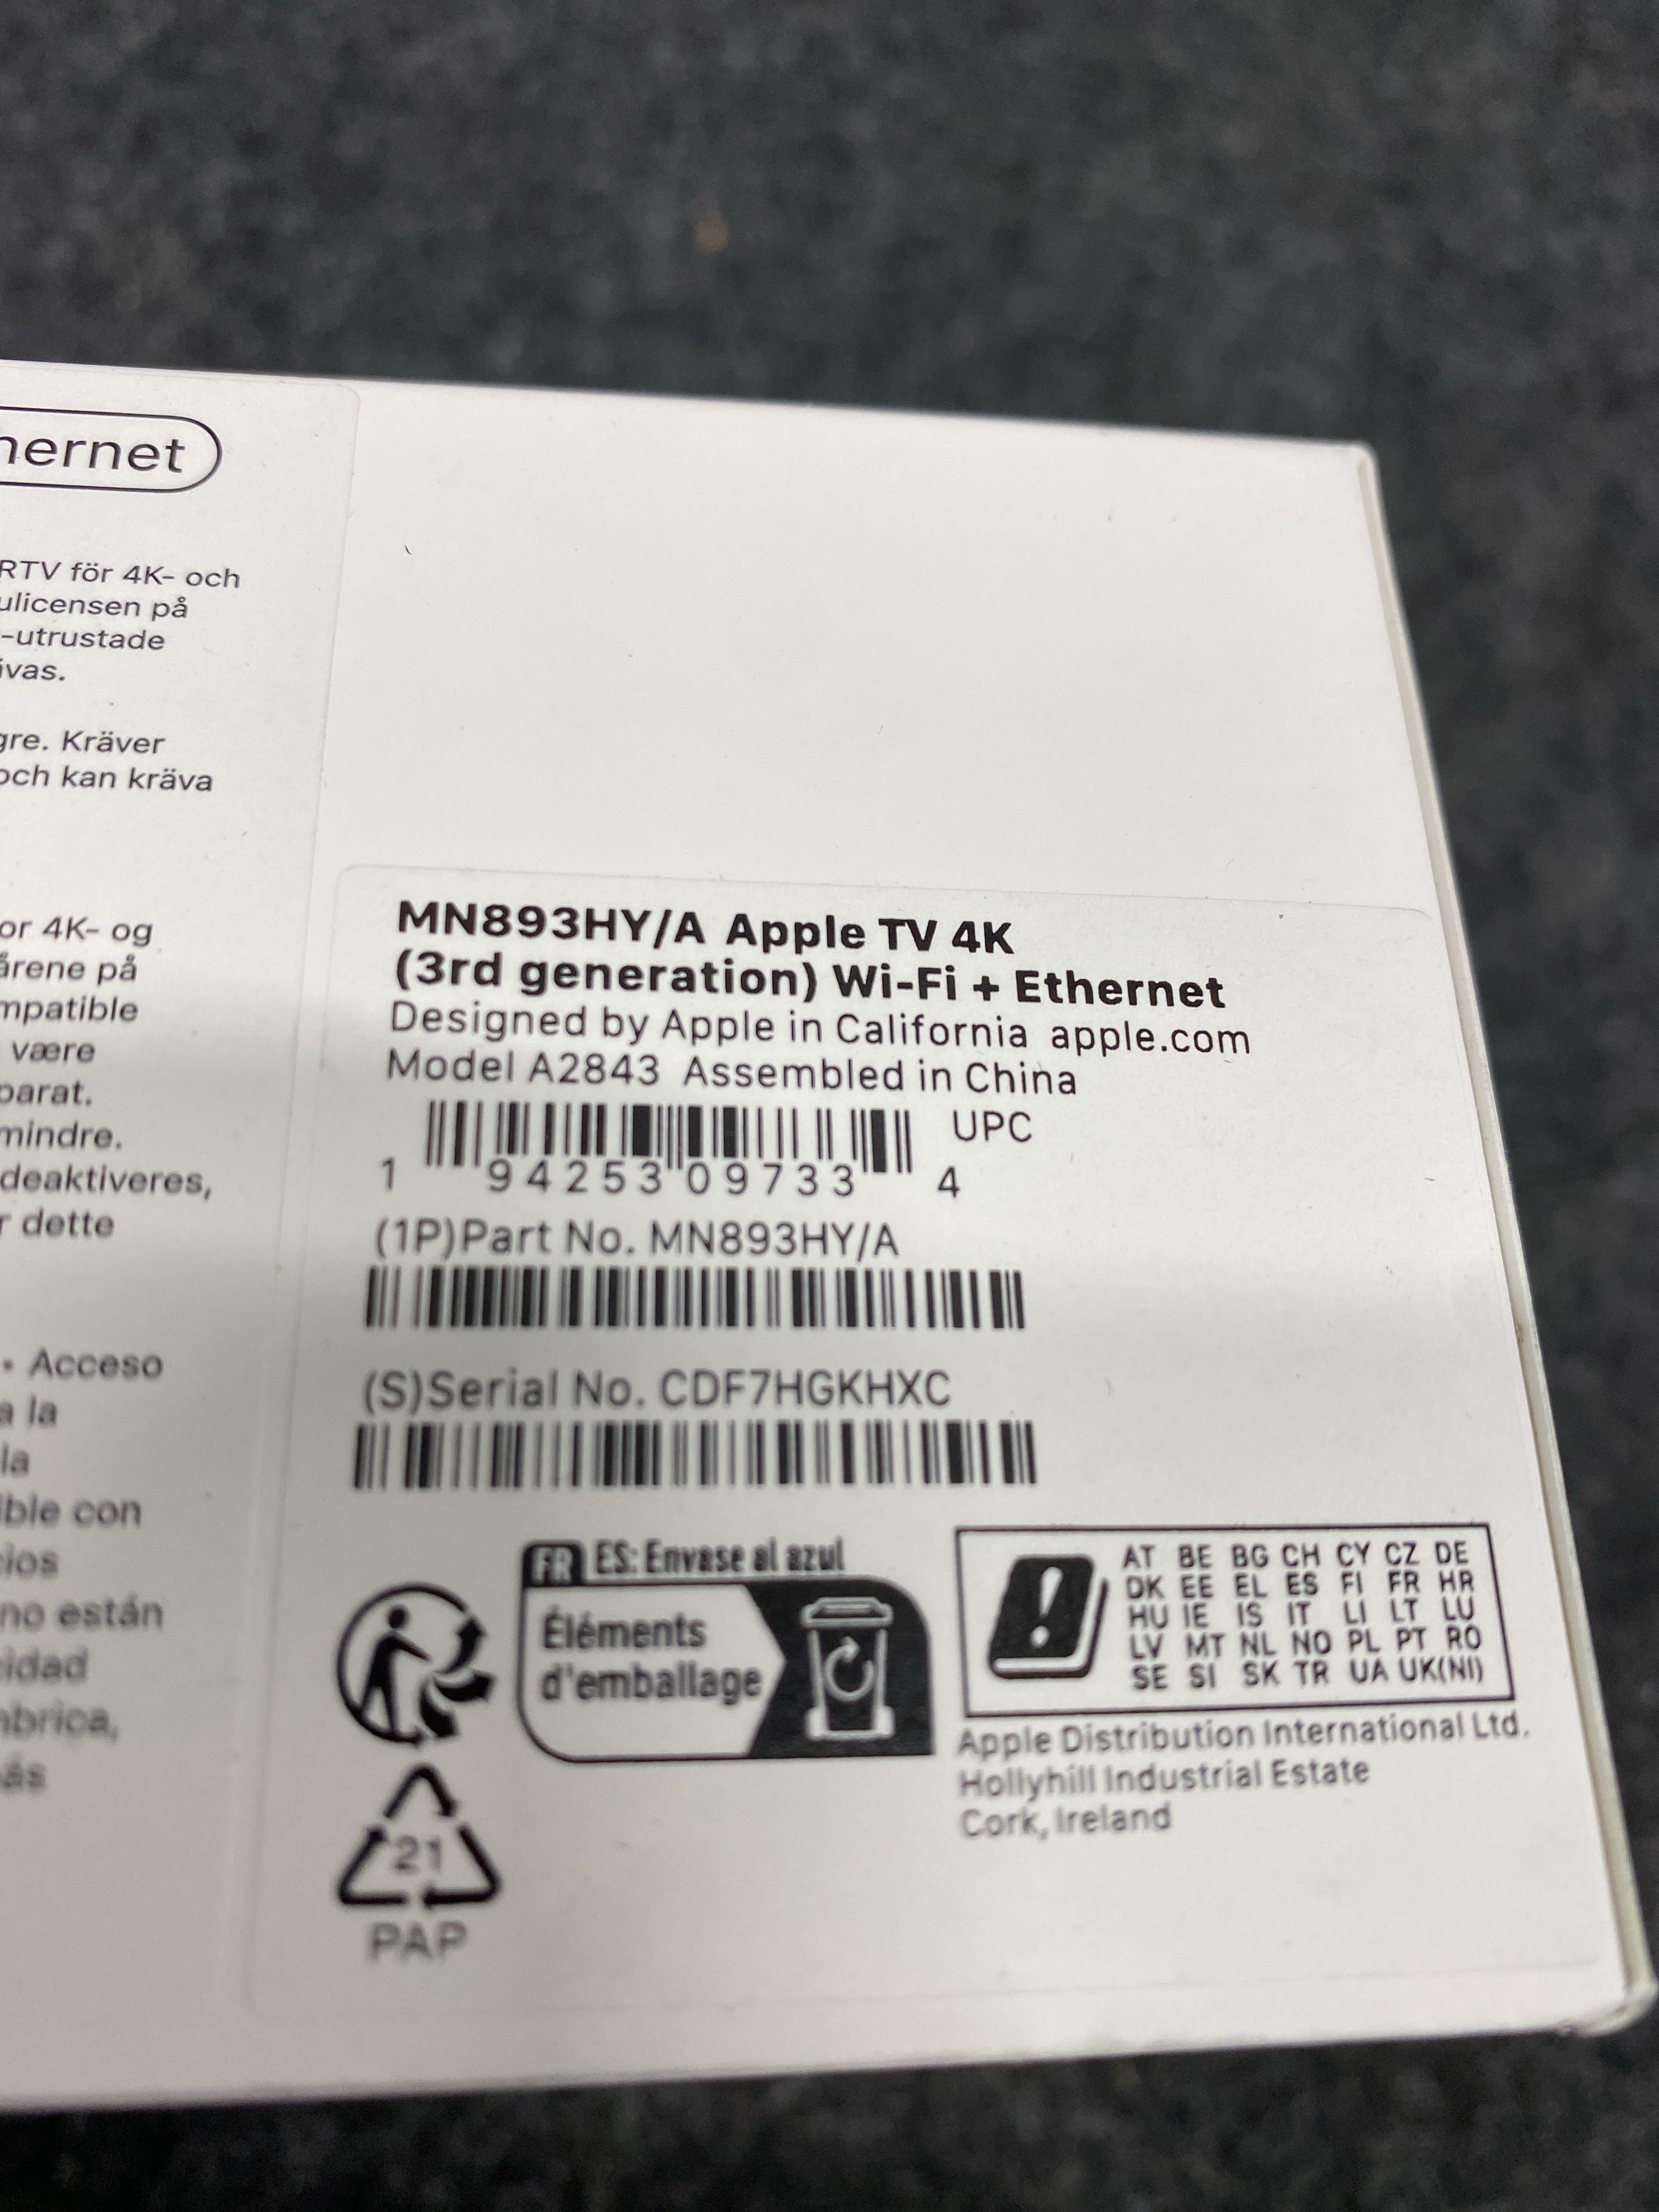 hernet
RTV för 4K- och
ulicensen på
-utrustade
ivas.
gre. Kräver
och kan kräva
or 4K- og
årene på
mpatible
være
parat.
mindre.
deaktiveres,
r dette
• Acceso
a la
la
ible con
cios
no están
idad
mbrica,
ás
MN893HY/A Apple TV 4K
(3rd generation) Wi-Fi + Ethernet
Designed by Apple in California apple.com
Model A2843 Assembled in China
UPC
1 94253 09733 4
(1P)Part No. MN893HY/A
(S)Serial No. CDF7HGKHXC
FR ES: Envase al azul
Éléments
d'emballage
AT BE BG CH CY CZ DE
DK EE EL ES FI FR HR
HU IE IS IT LI LT LU
LV MT NL NO PL PT RO
SE SI SK TR UA UK(NI)
Apple Distribution International Ltd.
Hollyhill Industrial Estate
Cork, Ireland
21
PAP